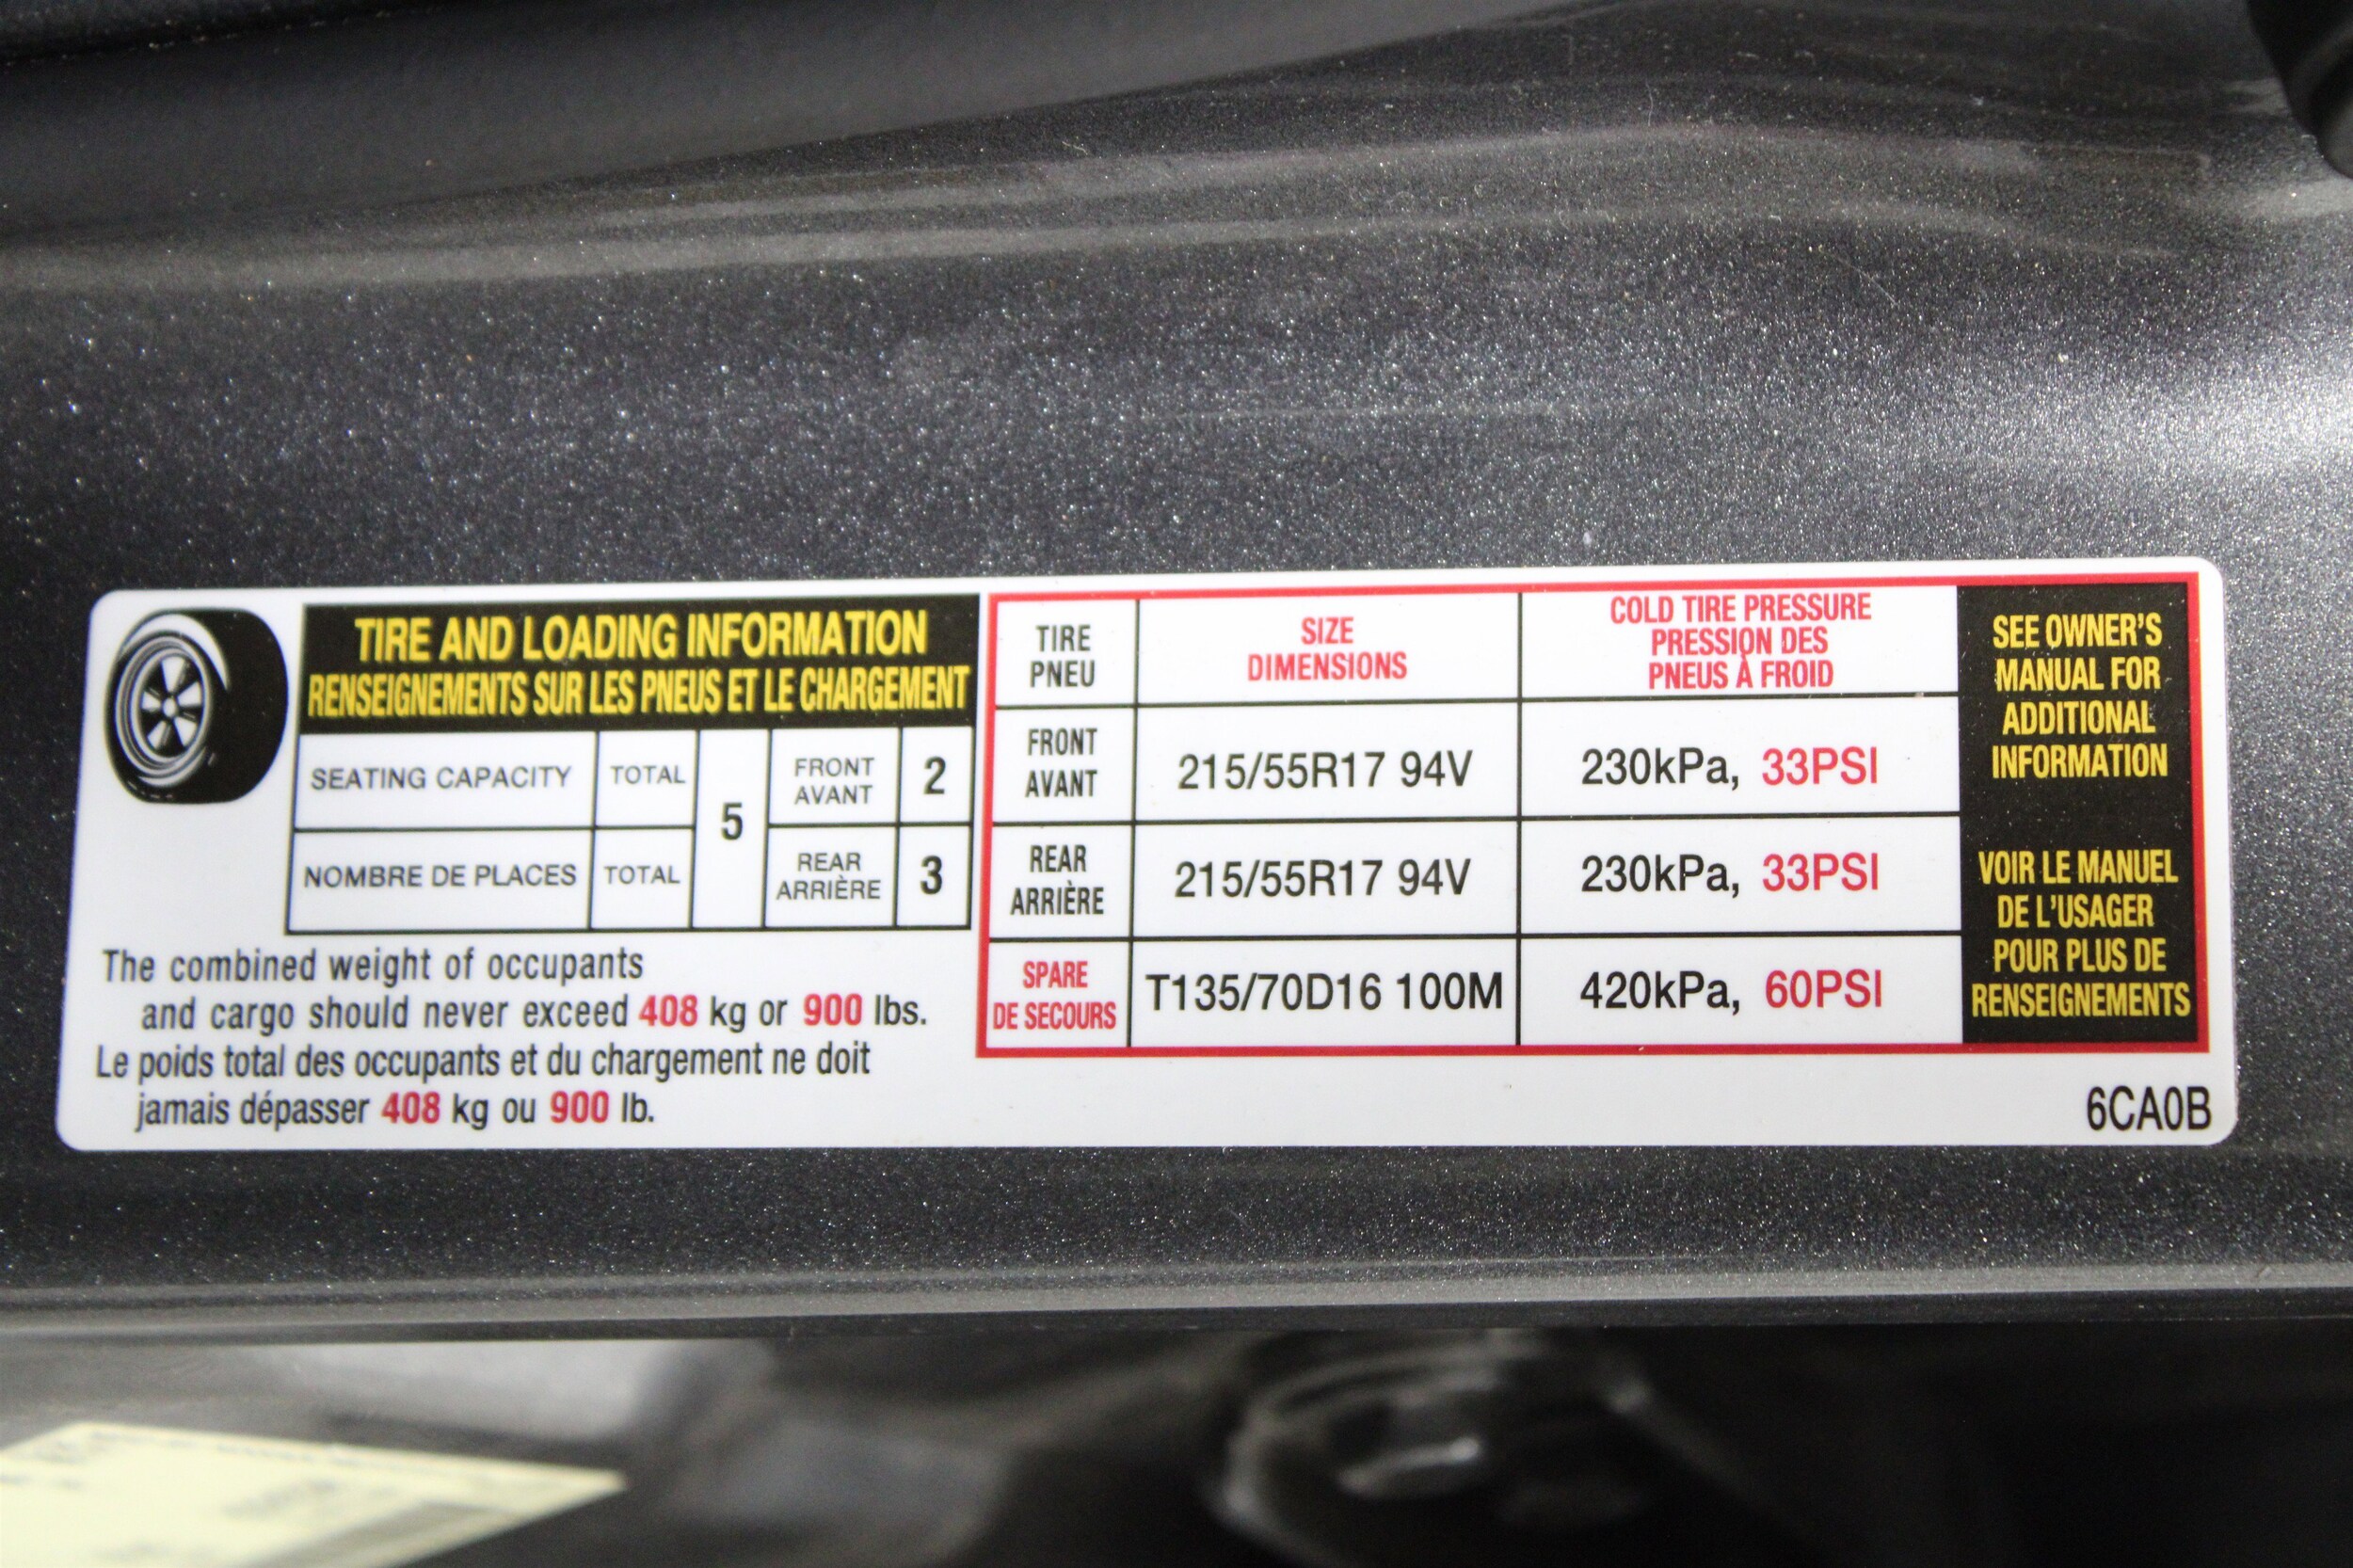 TIRE AND LOADING INFORMATION
RENSEIGNEMENTS SUR LES PNEUS ET LE CHARGEMENT
SEATING CAPACITY TOTAL 5 FRONT AVANT 2
NOMBRE DE PLACES TOTAL REAR ARRIÈRE 3
The combined weight of occupants
and cargo should never exceed 408 kg or 900 lbs.
Le poids total des occupants et du chargement ne doit
jamais dépasser 408 kg ou 900 lb.
TIRE PNEU SIZE DIMENSIONS COLD TIRE PRESSURE PRESSION DES PNEUS À FROID
FRONT AVANT 215/55R17 94V 230kPa, 33PSI
REAR ARRIÈRE 215/55R17 94V 230kPa, 33PSI
SPARE DE SECOURS T135/70D16 100M 420kPa, 60PSI
SEE OWNER'S
MANUAL FOR
ADDITIONAL
INFORMATION
VOIR LE MANUEL
DE L'USAGER
POUR PLUS DE
RENSEIGNEMENTS
6CA0B